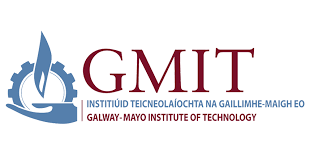 GMIT
INSTITIÚID TEICNEOLAÍOCHTA NA GAILLIMHE-MAIGH EO
GALWAY-MAYO INSTITUTE OF TECHNOLOGY